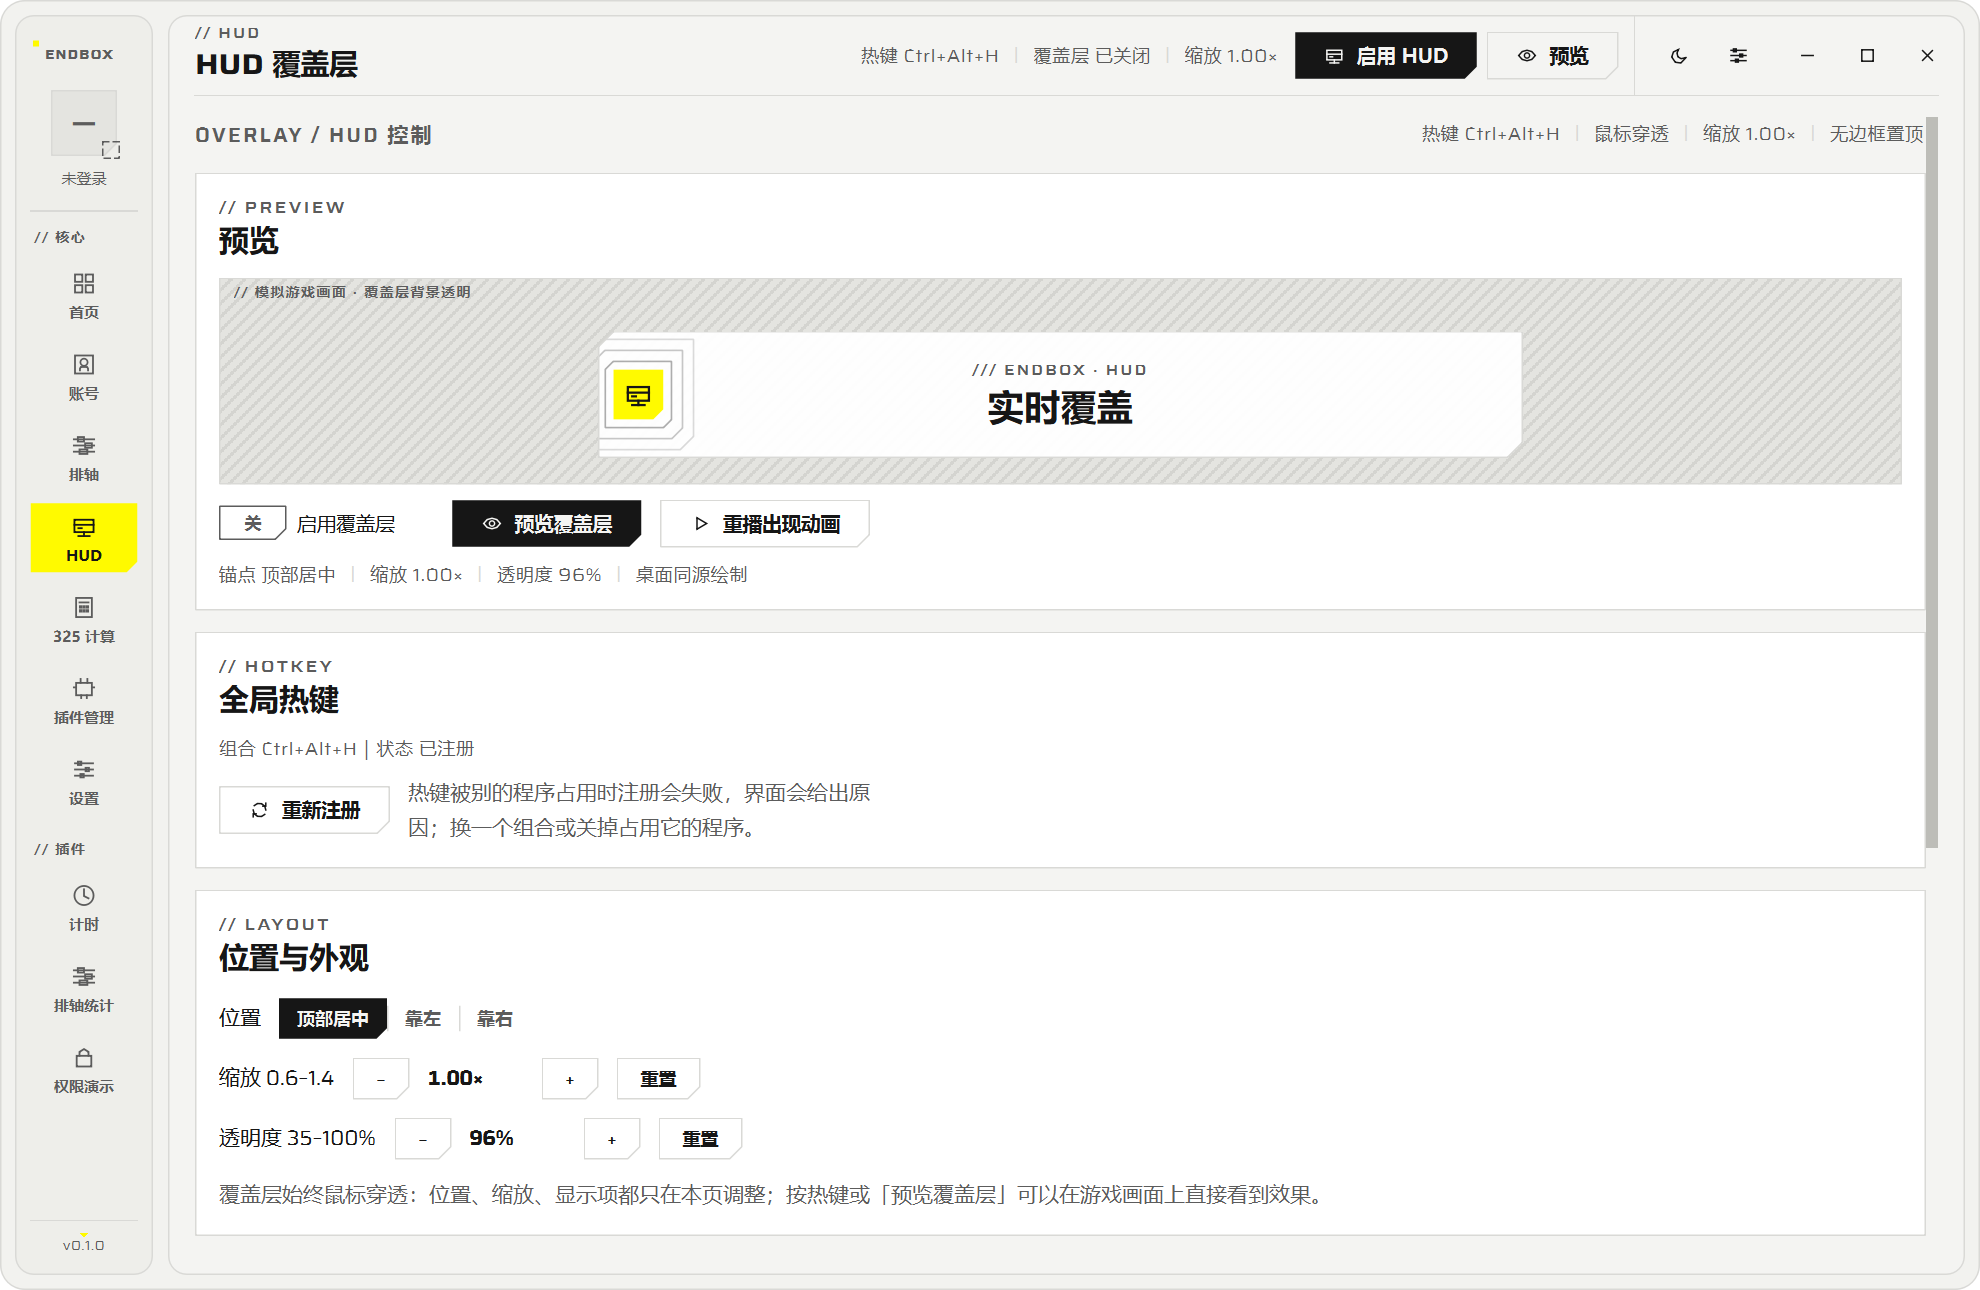 ENDBOX
未登录
// 核心
首页
账号
排轴
HUD
325 计算
插件管理
设置
// 插件
计时
排轴统计
权限演示
v0.1.0
// HUD
HUD 覆盖层
热键 Ctrl+Alt+H | 覆盖层 已关闭 | 缩放 1.00×
启用 HUD
预览
OVERLAY / HUD 控制
热键 Ctrl+Alt+H | 鼠标穿透 | 缩放 1.00× | 无边框置顶
// PREVIEW
预览
// 模拟游戏画面 · 覆盖层背景透明
/// ENDBOX · HUD
实时覆盖
关 启用覆盖层 预览覆盖层 重播出现动画
锚点 顶部居中 | 缩放 1.00× | 透明度 96% | 桌面同源绘制
// HOTKEY
全局热键
组合 Ctrl+Alt+H | 状态 已注册
重新注册
热键被别的程序占用时注册会失败，界面会给出原
因；换一个组合或关掉占用它的程序。
// LAYOUT
位置与外观
位置 顶部居中 靠左 | 靠右
缩放 0.6-1.4 − 1.00× + 重置
透明度 35-100% − 96% + 重置
覆盖层始终鼠标穿透：位置、缩放、显示项都只在本页调整；按热键或「预览覆盖层」可以在游戏画面上直接看到效果。